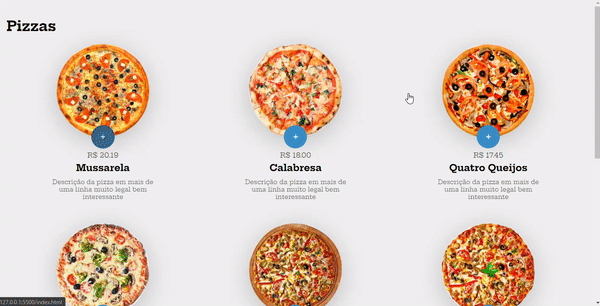 Pizzas
+ + +
R$ 20.19 R$ 18.00 R$ 17.45
Mussarela Calabresa Quatro Queijos
Descrição da pizza em mais de Descrição da pizza em mais de Descrição da pizza em mais de
uma linha muito legal bem uma linha muito legal bem uma linha muito legal bem
interessante interessante interessante
127.0.0.1:5500/index.html